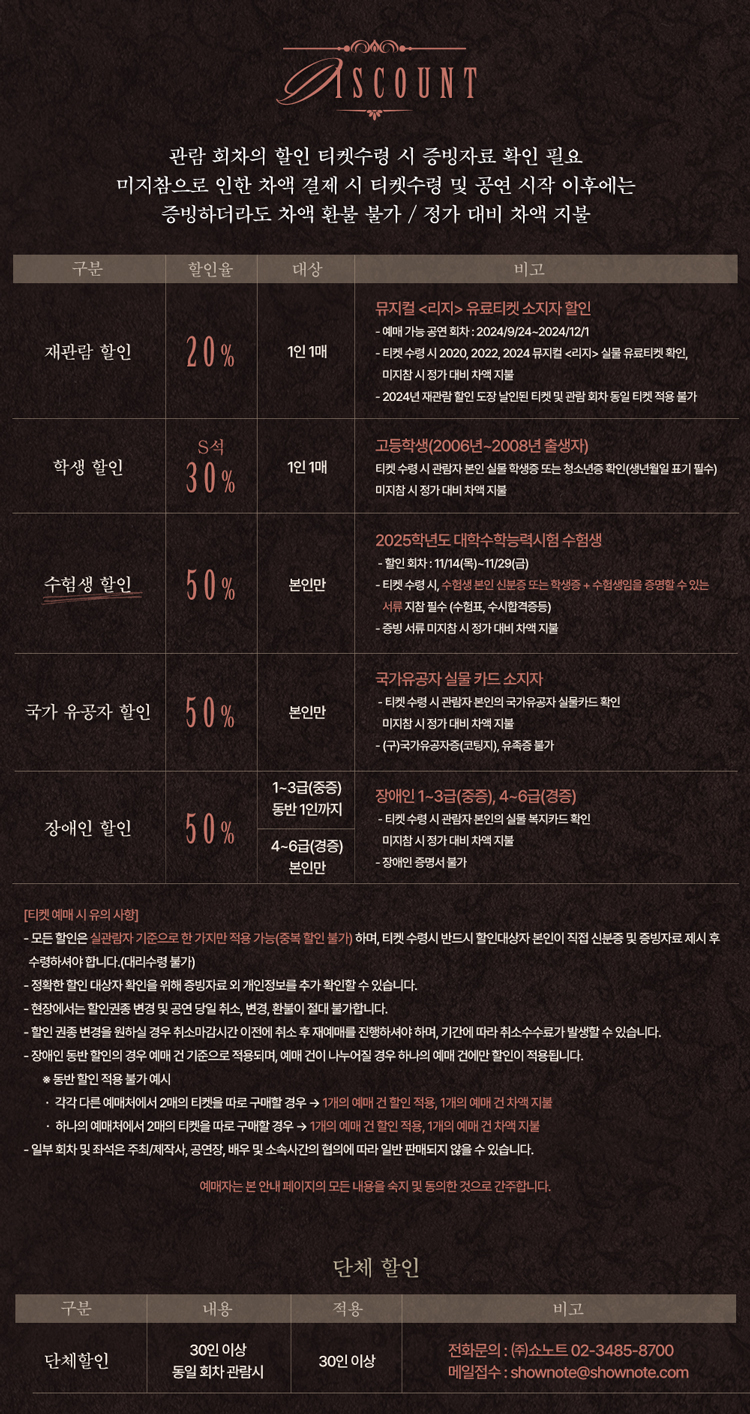 DISCOUNT
관람 회차의 할인 티켓수령 시 증빙자료 확인 필요
미지참으로 인한 차액 결제 시 티켓수령 및 공연 시작 이후에는
증빙하더라도 차액 환불 불가 / 정가 대비 차액 지불
구분 할인율 대상 비고
재관람 할인
20%
1인 1매
뮤지컬 <리지> 유료티켓 소지자 할인
- 예매 가능 공연 회차 : 2024/9/24~2024/12/1
- 티켓 수령 시 2020, 2022, 2024 뮤지컬 <리지> 실물 유료티켓 확인,
미지참 시 정가 대비 차액 지불
- 2024년 재관람 할인 도장 날인된 티켓 및 관람 회차 동일 티켓 적용 불가
학생 할인
S석
30%
1인 1매
고등학생(2006년~2008년 출생자)
티켓 수령 시 관람자 본인 실물 학생증 또는 청소년증 확인(생년월일 표기 필수)
미지참 시 정가 대비 차액 지불
수험생 할인
50%
본인만
2025학년도 대학수학능력시험 수험생
- 할인 회차 : 11/14(목)~11/29(금)
- 티켓 수령 시, 수험생 본인 신분증 또는 학생증 + 수험생임을 증명할 수 있는
서류 지참 필수 (수험표, 수시합격증등)
- 증빙 서류 미지참 시 정가 대비 차액 지불
국가 유공자 할인
50%
본인만
국가유공자 실물 카드 소지자
- 티켓 수령 시 관람자 본인의 국가유공자 실물카드 확인
미지참 시 정가 대비 차액 지불
- (구)국가유공자증(코팅지), 유족증 불가
장애인 할인
50%
1~3급(중증)
동반 1인까지
4~6급(경증)
본인만
장애인 1~3급(중증), 4~6급(경증)
- 티켓 수령 시 관람자 본인의 실물 복지카드 확인
미지참 시 정가 대비 차액 지불
- 장애인 증명서 불가
[티켓 예매 시 유의 사항]
- 모든 할인은 실관람자 기준으로 한 가지만 적용 가능(중복 할인 불가) 하며, 티켓 수령시 반드시 할인대상자 본인이 직접 신분증 및 증빙자료 제시 후
수령하셔야 합니다.(대리수령 불가)
- 정확한 할인 대상자 확인을 위해 증빙자료 외 개인정보를 추가 확인할 수 있습니다.
- 현장에서는 할인권종 변경 및 공연 당일 취소, 변경, 환불이 절대 불가합니다.
- 할인 권종 변경을 원하실 경우 취소마감시간 이전에 취소 후 재예매를 진행하셔야 하며, 기간에 따라 취소수수료가 발생할 수 있습니다.
- 장애인 동반 할인의 경우 예매 건 기준으로 적용되며, 예매 건이 나누어질 경우 하나의 예매 건에만 할인이 적용됩니다.
※ 동반 할인 적용 불가 예시
· 각각 다른 예매처에서 2매의 티켓을 따로 구매할 경우 → 1개의 예매 건 할인 적용, 1개의 예매 건 차액 지불
· 하나의 예매처에서 2매의 티켓을 따로 구매할 경우 → 1개의 예매 건 할인 적용, 1개의 예매 건 차액 지불
- 일부 회차 및 좌석은 주최/제작사, 공연장, 배우 및 소속사간의 협의에 따라 일반 판매되지 않을 수 있습니다.
예매자는 본 안내 페이지의 모든 내용을 숙지 및 동의한 것으로 간주합니다.
단체 할인
구분 내용 적용 비고
단체할인
30인 이상
동일 회차 관람시
30인 이상
전화문의 : ㈜쇼노트 02-3485-8700
메일접수 : shownote@shownote.com